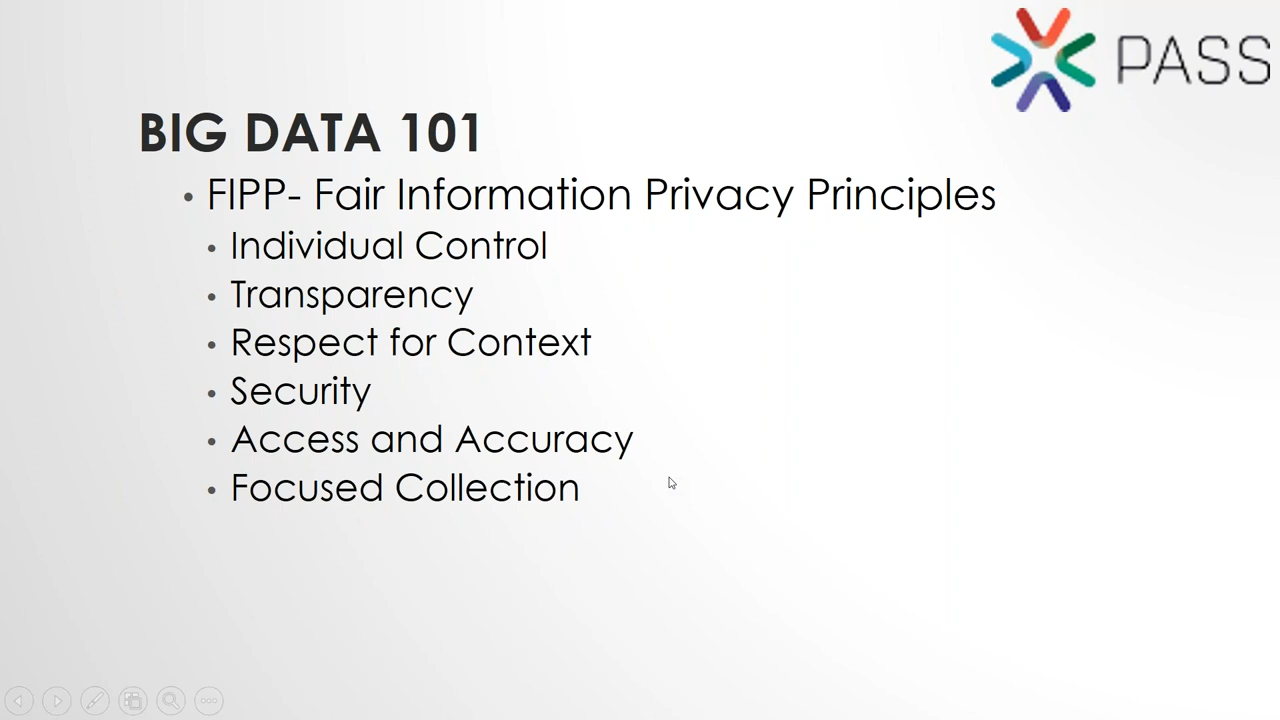 PASS
BIG DATA 101
• FIPP- Fair Information Privacy Principles
• Individual Control
• Transparency
• Respect for Context
• Security
• Access and Accuracy
• Focused Collection